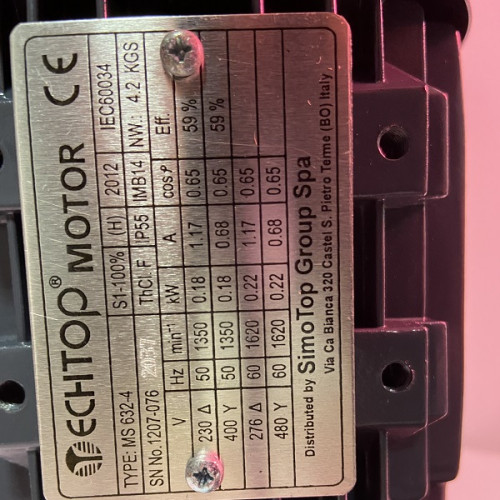 TECHTOP® MOTOR CE
TYPE: MS 632-4 S1-100% (H) 2012 IEC60034
SN No.1207-076 ThCl. F IP55 IMB14 NW.: 4.2 KGS
V Hz min⁻¹ kW A cosφ Eff.
230 Δ 50 1350 0.18 1.17 0.65 59 %
400 Y 50 1350 0.18 0.68 0.65 59 %
276 Δ 60 1620 0.22 1.17 0.65
480 Y 60 1620 0.22 0.68 0.65
Distributed by SimoTop Group Spa
Via Ca Bianca 320 Castel S. Pietro Terme (BO) Italy